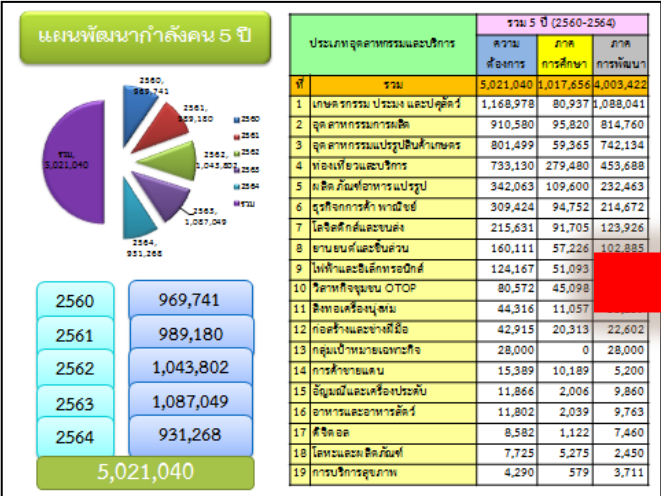 แผนพัฒนากำลังคน 5 ปี
2560, 969,741
2561, 989,180
2562, 1,043,802
2563, 1,087,049
2564, 931,268
รวม, 5,021,040
2560
2561
2562
2563
2564
รวม
2560 969,741
2561 989,180
2562 1,043,802
2563 1,087,049
2564 931,268
5,021,040
ประเภทอุตสาหกรรมและบริการ รวม 5 ปี (2560-2564)
ความต้องการ ภาคการศึกษา ภาคการพัฒนา
ที่ รวม 5,021,040 1,017,656 4,003,422
1 เกษตรกรรม ประมง และปศุสัตว์ 1,168,978 80,937 1,088,041
2 อุตสาหกรรมการผลิต 910,580 95,820 814,760
3 อุตสาหกรรมแปรรูปสินค้าเกษตร 801,499 59,365 742,134
4 ท่องเที่ยวและบริการ 733,130 279,480 453,688
5 ผลิตภัณฑ์อาหารแปรรูป 342,063 109,600 232,463
6 ธุรกิจการค้า พาณิชย์ 309,424 94,752 214,672
7 โลจิสติกส์และขนส่ง 215,631 91,705 123,926
8 ยานยนต์และชิ้นส่วน 160,111 57,226 102,885
9 ไฟฟ้าและอิเล็กทรอนิกส์ 124,167 51,093
10 วิสาหกิจชุมชน OTOP 80,572 45,098
11 สิ่งทอเครื่องนุ่งห่ม 44,316 11,057
12 ก่อสร้างและช่างฝีมือ 42,915 20,313 22,602
13 กลุ่มเป้าหมายเฉพาะกิจ 28,000 0 28,000
14 การค้าชายแดน 15,389 10,189 5,200
15 อัญมณีและเครื่องประดับ 11,866 2,006 9,860
16 อาหารและอาหารสัตว์ 11,802 2,039 9,763
17 ดิจิตอล 8,582 1,122 7,460
18 โลหะและผลิตภัณฑ์ 7,725 5,275 2,450
19 การบริการสุขภาพ 4,290 579 3,711